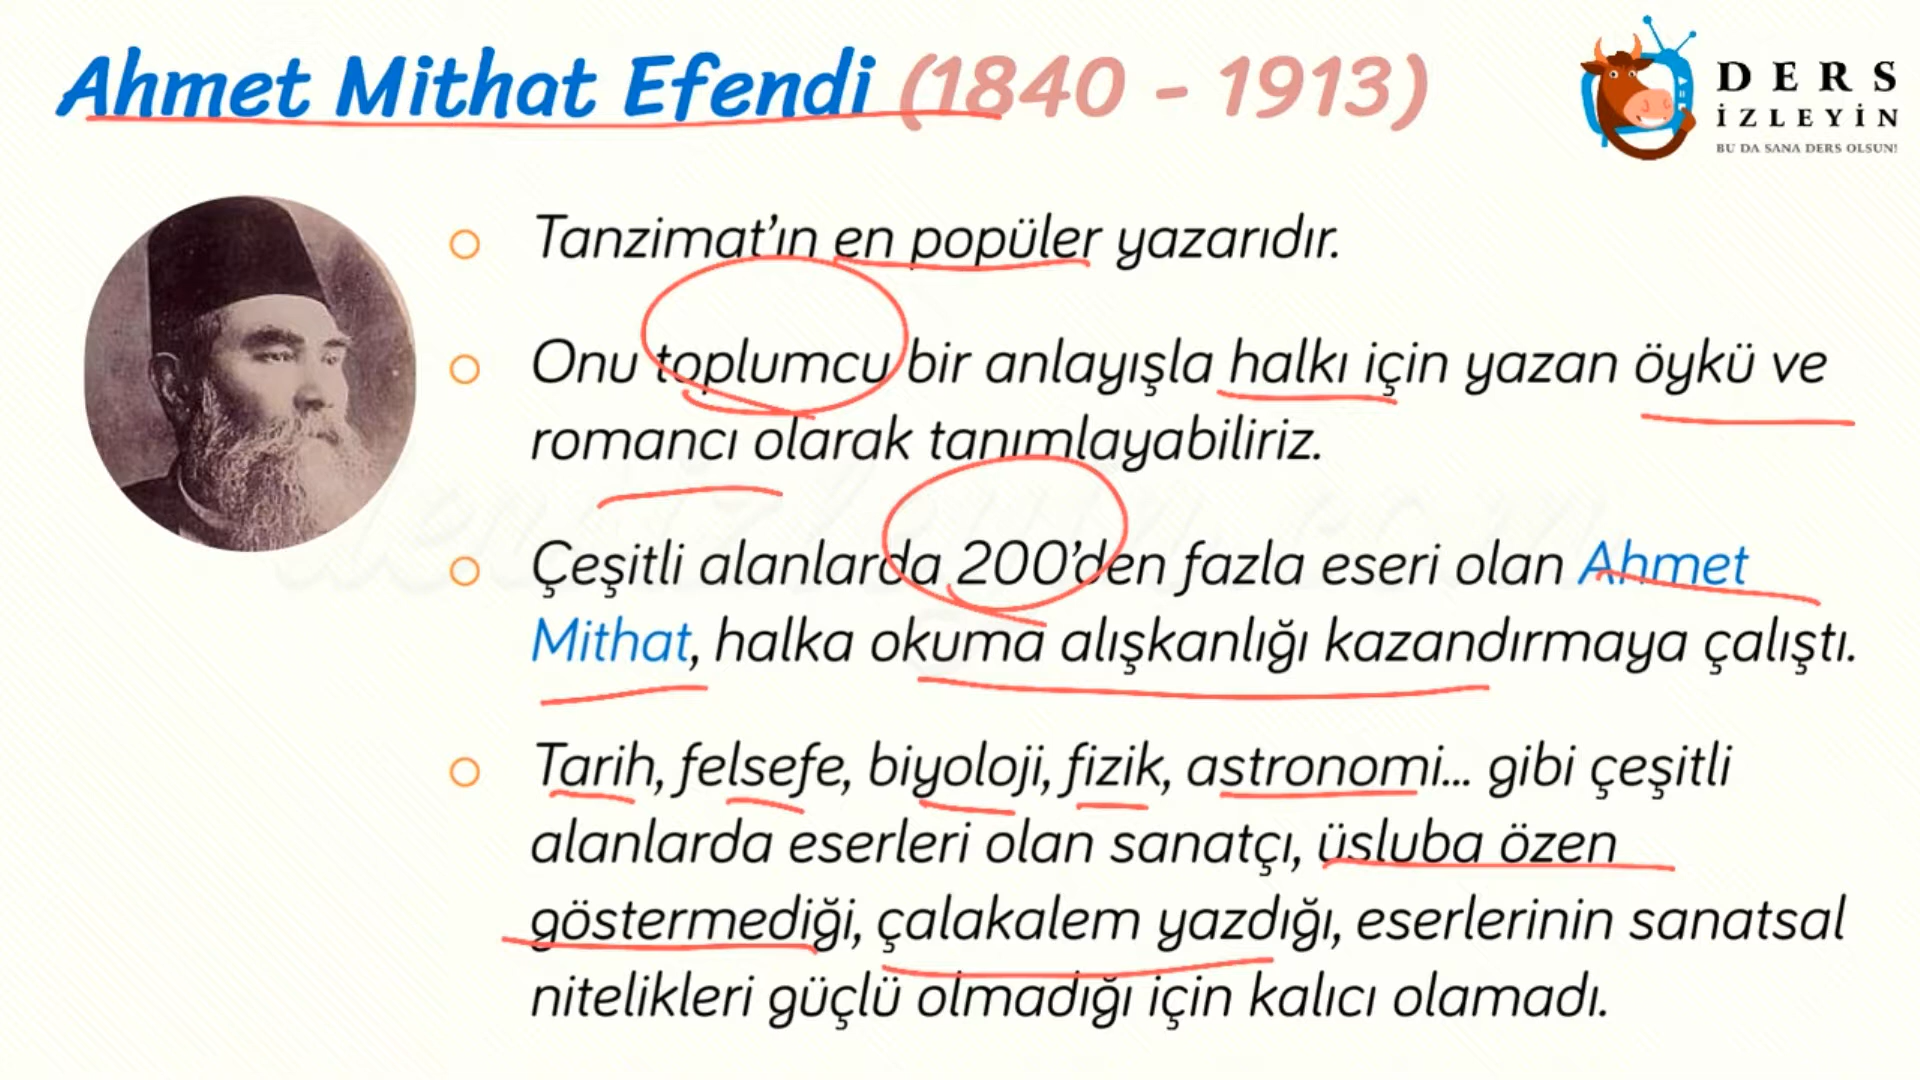 Ahmet Mithat Efendi (1840 - 1913)
DERS
İZLEYİN
BU DA SANA DERS OLSUN!
Tanzimat'ın en popüler yazarıdır.
Onu toplumcu bir anlayışla halkı için yazan öykü ve
romancı olarak tanımlayabiliriz.
Çeşitli alanlarda 200'den fazla eseri olan Ahmet
Mithat, halka okuma alışkanlığı kazandırmaya çalıştı.
Tarih, felsefe, biyoloji, fizik, astronomi... gibi çeşitli
alanlarda eserleri olan sanatçı, üsluba özen
göstermediği, çalakalem yazdığı, eserlerinin sanatsal
nitelikleri güçlü olmadığı için kalıcı olamadı.